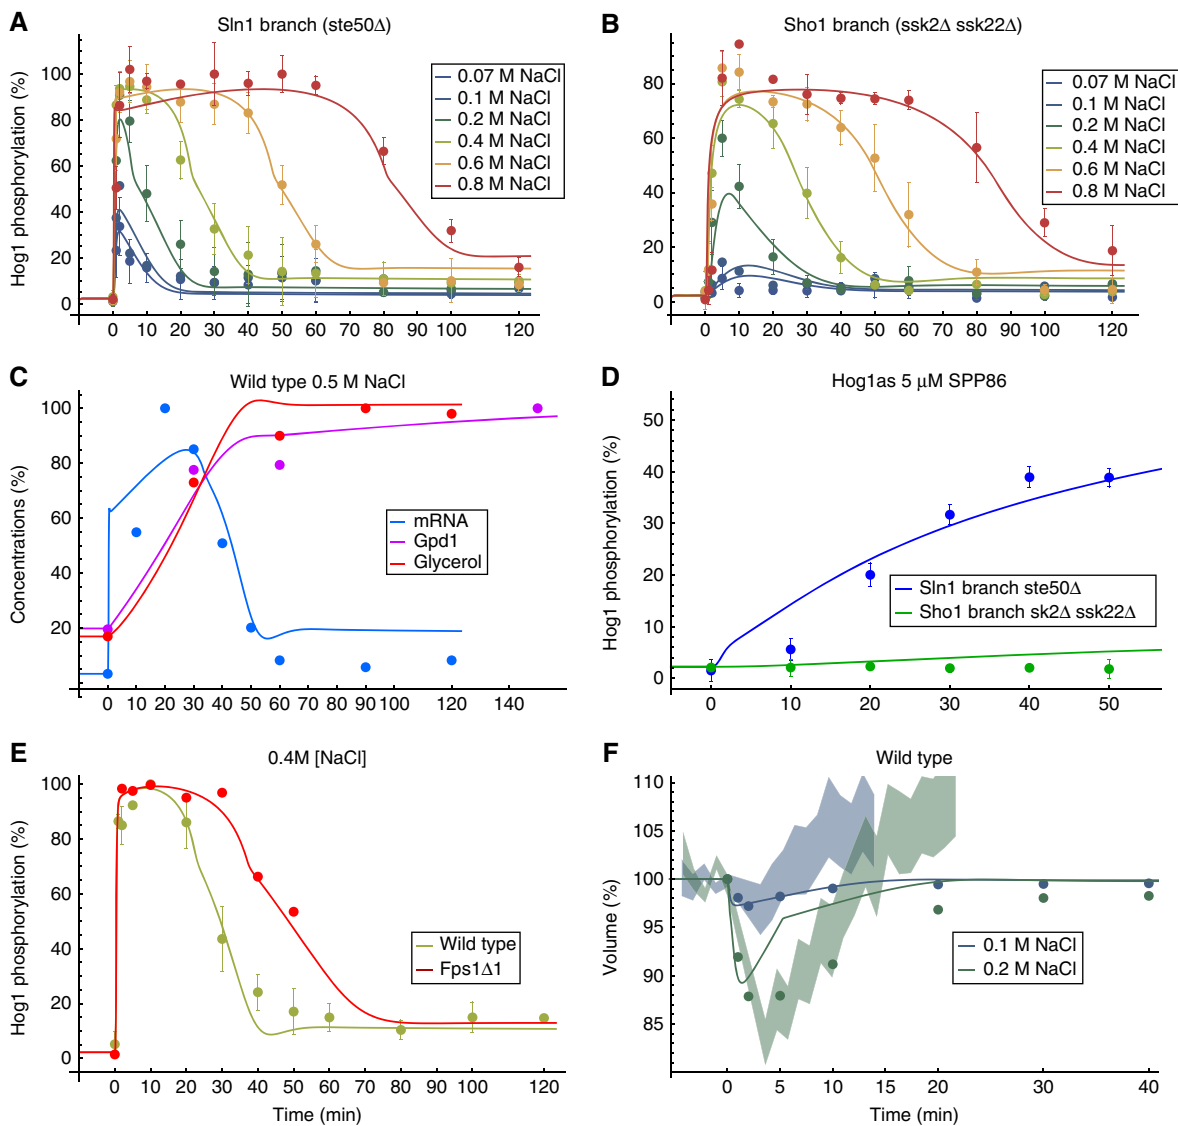 A
Sln1 branch (ste50Δ)
Hog1 phosphorylation (%)
100
80
60
40
20
0
0 10 20 30 40 50 60 80 100 120
0.07 M NaCl
0.1 M NaCl
0.2 M NaCl
0.4 M NaCl
0.6 M NaCl
0.8 M NaCl
B
Sho1 branch (ssk2Δ ssk22Δ)
80
60
40
20
0
0 10 20 30 40 50 60 70 80 90 100 120
0.07 M NaCl
0.1 M NaCl
0.2 M NaCl
0.4 M NaCl
0.6 M NaCl
0.8 M NaCl
C
Wild type 0.5 M NaCl
Concentrations (%)
100
80
60
40
20
0 10 20 30 40 50 60 70 80 90 100 120 140
mRNA
Gpd1
Glycerol
D
Hog1as 5 μM SPP86
Hog1 phosphorylation (%)
50
40
30
20
10
0
0 10 20 30 40 50
Sln1 branch ste50Δ
Sho1 branch sk2Δ ssk22Δ
E
0.4M [NaCl]
Hog1 phosphorylation (%)
100
80
60
40
20
0
0 10 20 30 40 50 60 70 80 90 100 120
Wild type
Fps1Δ1
Time (min)
F
Wild type
Volume (%)
110
105
100
95
90
85
0 5 10 15 20 30 40
0.1 M NaCl
0.2 M NaCl
Time (min)